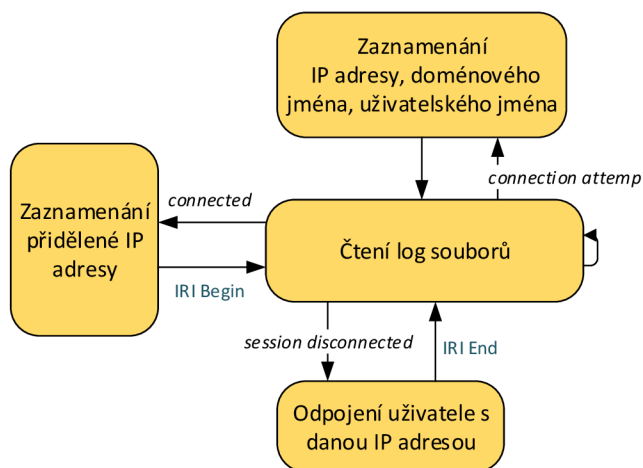 Zaznamenání
IP adresy, doménového
jména, uživatelského jména
connection attemp
connected
Zaznamenání
přidělené IP
adresy
Čtení log souborů
IRI Begin
session disconnected
IRI End
Odpojení uživatele s
danou IP adresou